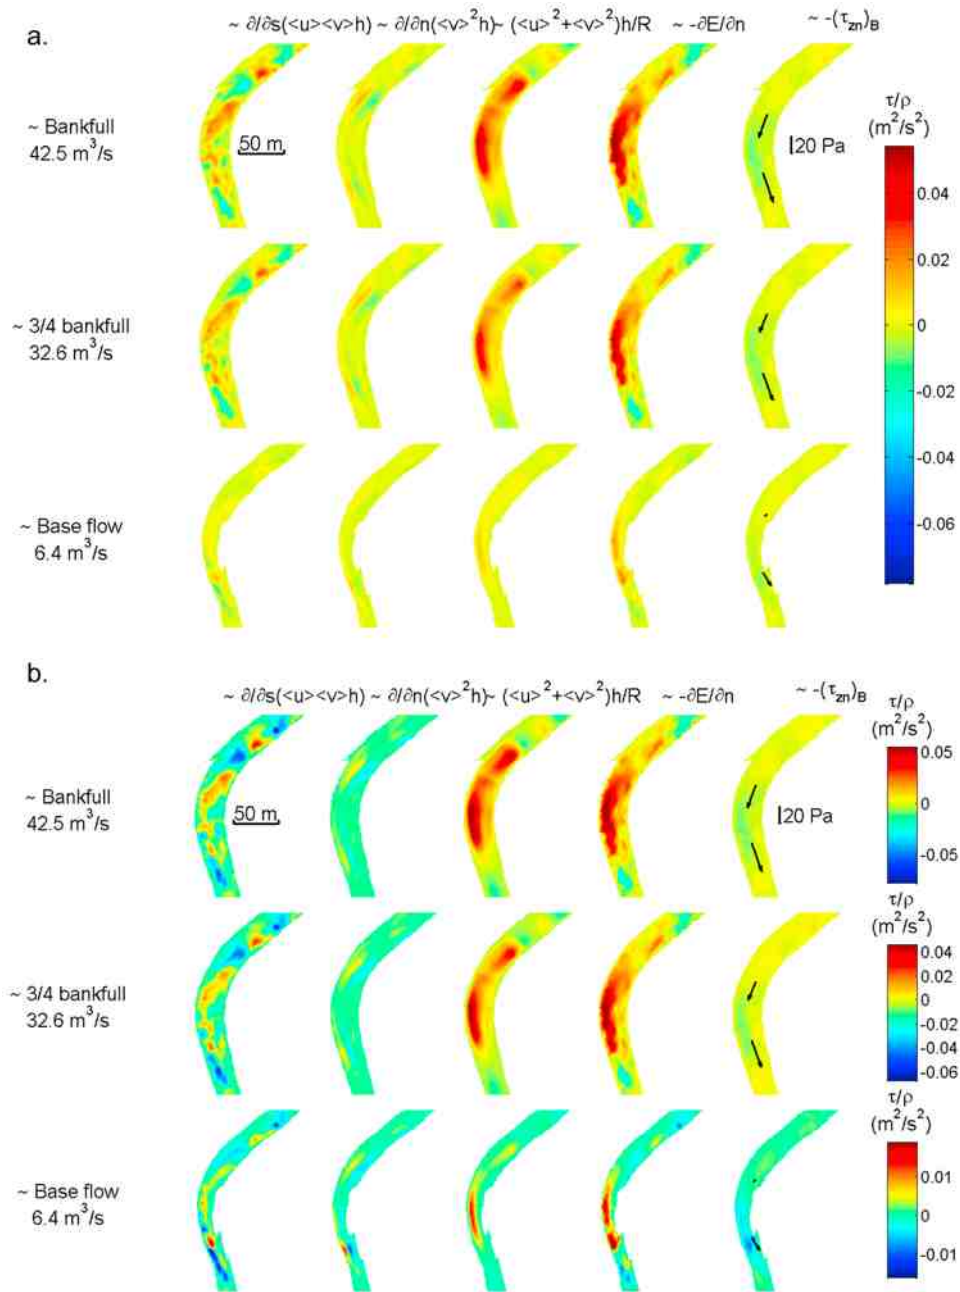 a.
~ ∂/∂s(<u><v>h) ~ ∂/∂n(<v>²h) ~ (<u>²+<v>²)h/R ~ -∂E/∂n ~ -(τzn)B
~ Bankfull
42.5 m³/s
50 m
20 Pa
τ/ρ
(m²/s²)
0.04
0.02
0
-0.02
-0.04
-0.06
~ 3/4 bankfull
32.6 m³/s
~ Base flow
6.4 m³/s
b.
~ ∂/∂s(<u><v>h) ~ ∂/∂n(<v>²h) ~ (<u>²+<v>²)h/R ~ -∂E/∂n ~ -(τzn)B
~ Bankfull
42.5 m³/s
50 m
20 Pa
τ/ρ
(m²/s²)
0.05
0
-0.05
~ 3/4 bankfull
32.6 m³/s
τ/ρ
(m²/s²)
0.04
0.02
0
-0.02
-0.04
-0.06
~ Base flow
6.4 m³/s
τ/ρ
(m²/s²)
0.01
0
-0.01